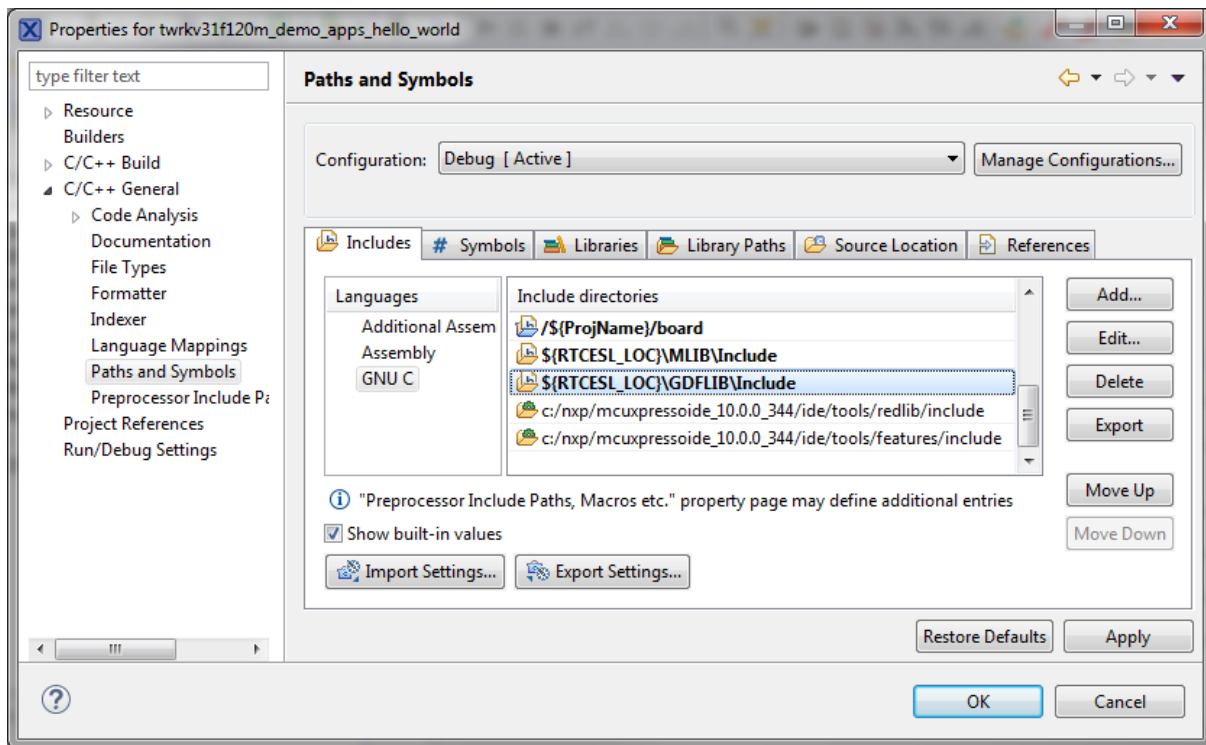 Properties for twrkv31f120m_demo_apps_hello_world
type filter text
Resource
Builders
C/C++ Build
C/C++ General
Code Analysis
Documentation
File Types
Formatter
Indexer
Language Mappings
Paths and Symbols
Preprocessor Include Pa
Project References
Run/Debug Settings
Paths and Symbols
Configuration: Debug [ Active ] Manage Configurations...
Includes # Symbols Libraries Library Paths Source Location References
Languages
Additional Assem
Assembly
GNU C
Include directories
/${ProjName}/board
${RTCESL_LOC}\MLIB\Include
${RTCESL_LOC}\GDFLIB\Include
c:/nxp/mcuxpressoide_10.0.0_344/ide/tools/redlib/include
c:/nxp/mcuxpressoide_10.0.0_344/ide/tools/features/include
Add...
Edit...
Delete
Export
Move Up
Move Down
"Preprocessor Include Paths, Macros etc." property page may define additional entries
Show built-in values
Import Settings... Export Settings...
Restore Defaults Apply
OK Cancel